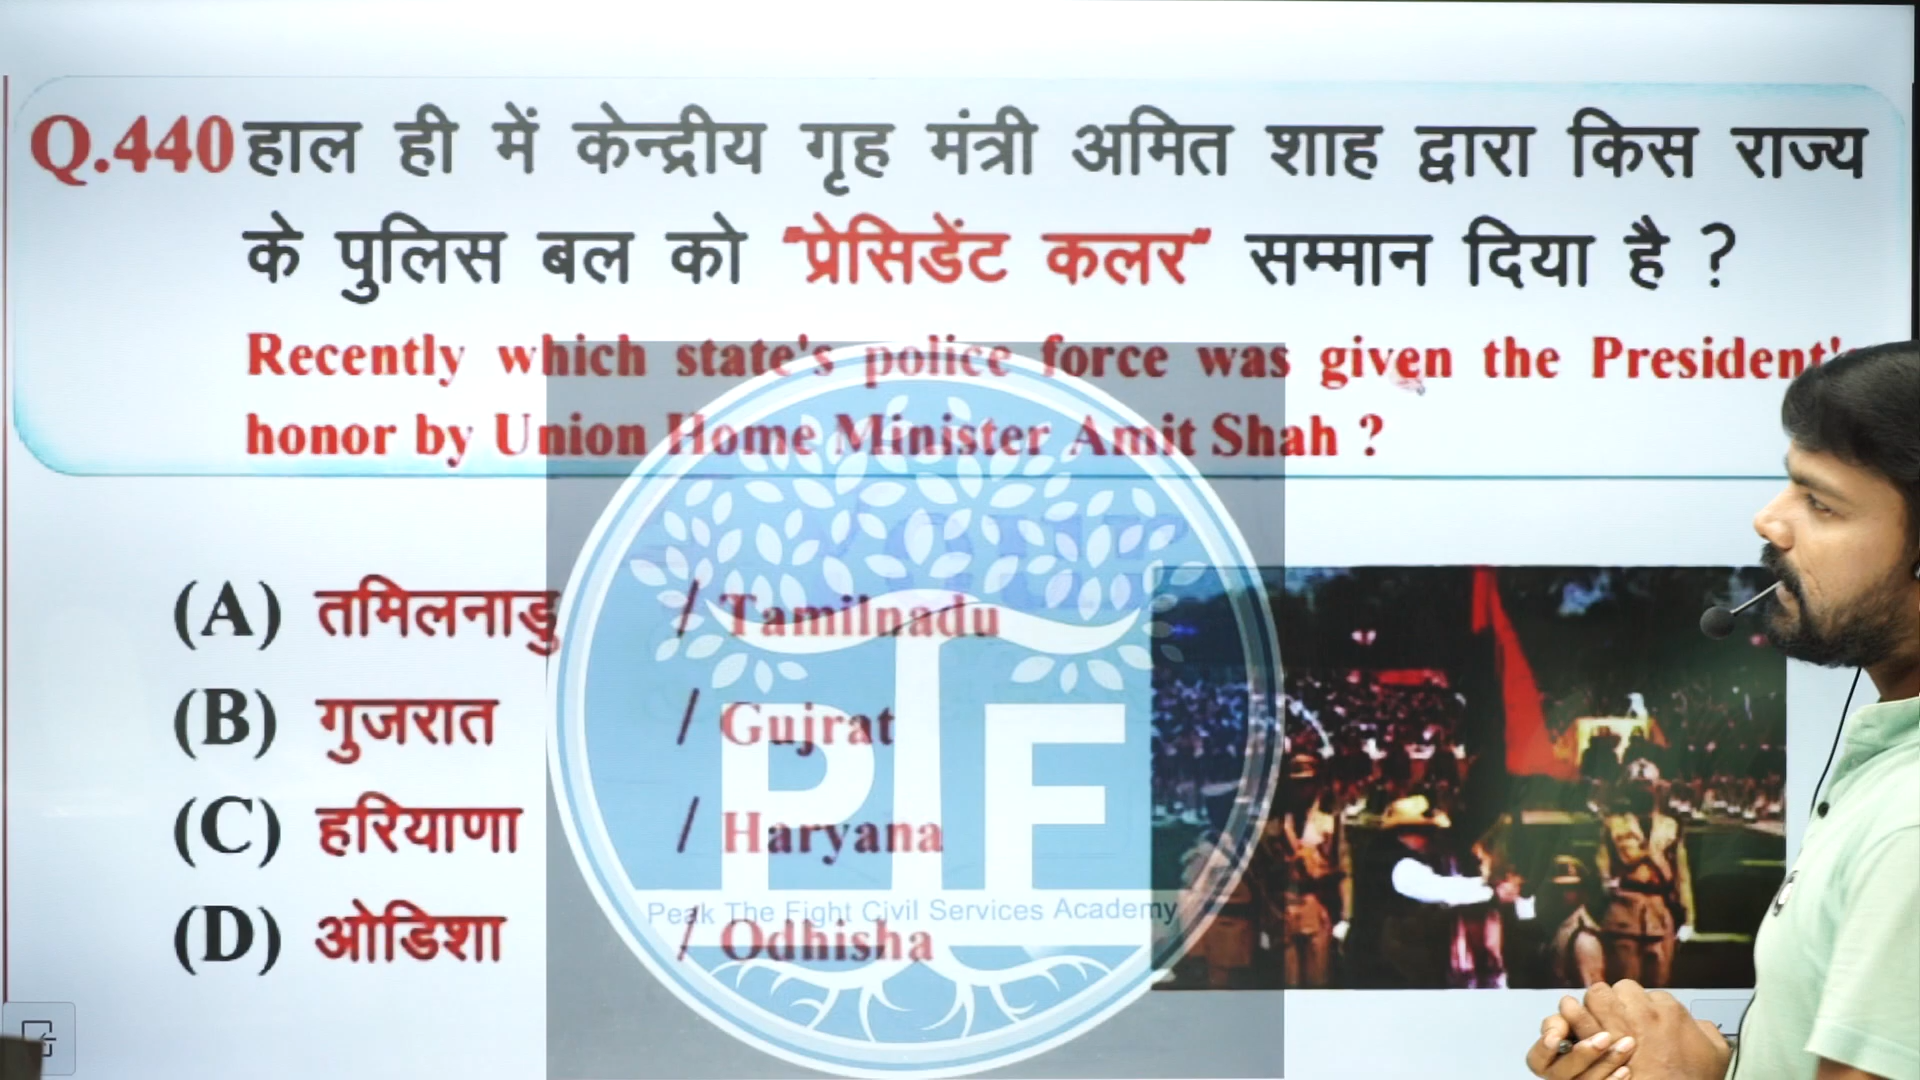 Q.440 हाल ही में केन्द्रीय गृह मंत्री अमित शाह द्वारा किस राज्य
के पुलिस बल को "प्रेसिडेंट कलर" सम्मान दिया है ?
Recently which state's police force was given the President's
honor by Union Home Minister Amit Shah ?
(A) तमिलनाडु / Tamilnadu
(B) गुजरात / Gujrat
(C) हरियाणा / Haryana
(D) ओडिशा / Odhisha
PTF
Peak The Fight Civil Services Academy